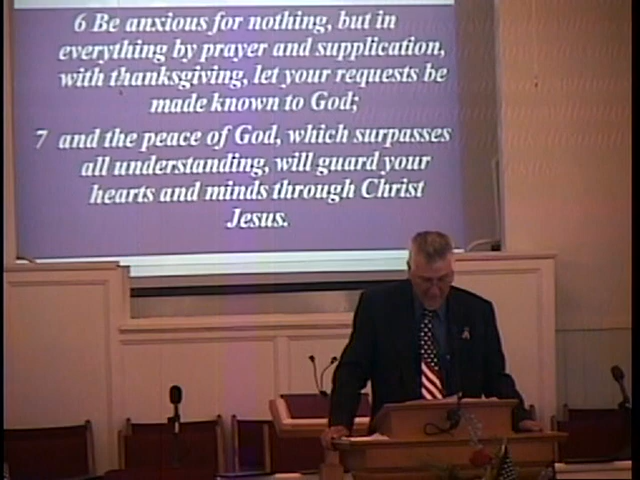 6 Be anxious for nothing, but in
everything by prayer and supplication,
with thanksgiving, let your requests be
made known to God;
7 and the peace of God, which surpasses
all understanding, will guard your
hearts and minds through Christ
Jesus.